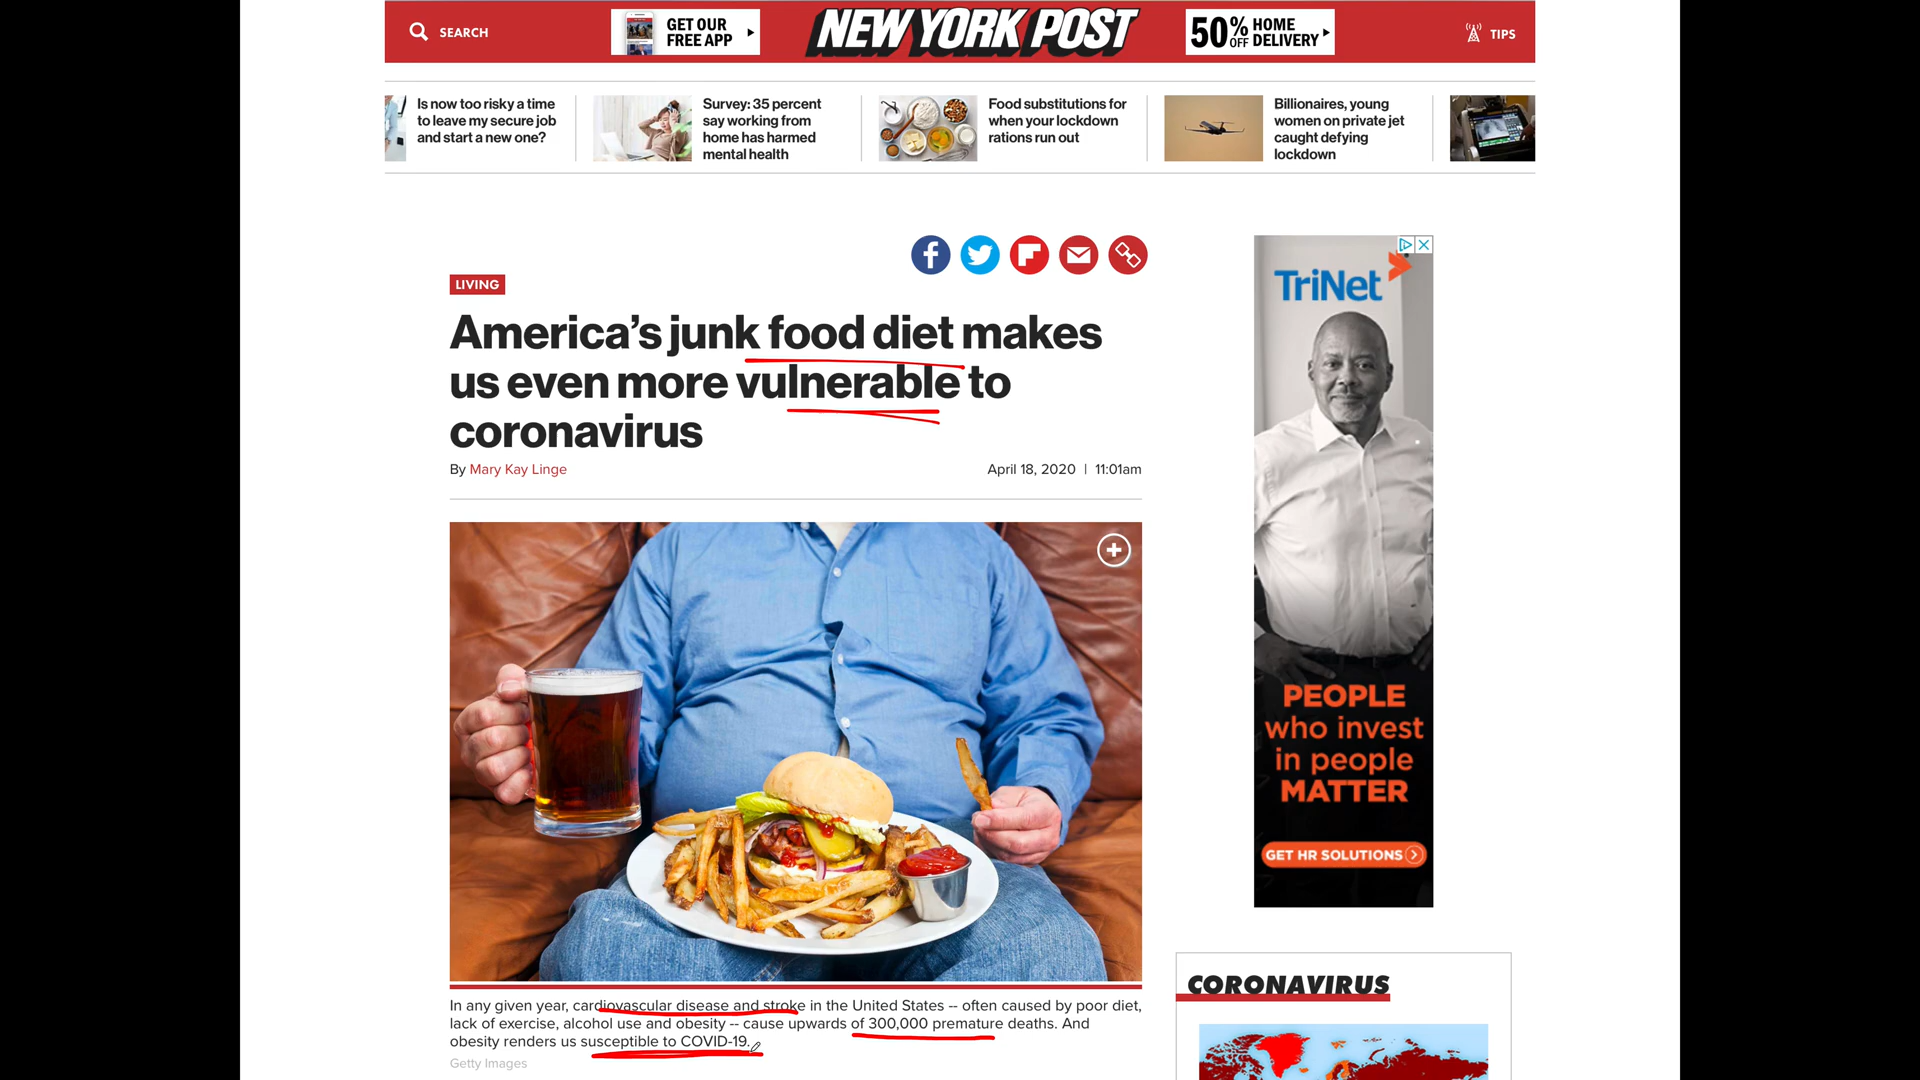 SEARCH
GET OUR
FREE APP
NEW YORK POST
50% OFF HOME
DELIVERY
TIPS
Is now too risky a time
to leave my secure job
and start a new one?
Survey: 35 percent
say working from
home has harmed
mental health
Food substitutions for
when your lockdown
rations run out
Billionaires, young
women on private jet
caught defying
lockdown
LIVING
America's junk food diet makes
us even more vulnerable to
coronavirus
By Mary Kay Linge
April 18, 2020 | 11:01am
In any given year, cardiovascular disease and stroke in the United States -- often caused by poor diet,
lack of exercise, alcohol use and obesity -- cause upwards of 300,000 premature deaths. And
obesity renders us susceptible to COVID-19.
Getty Images
TriNet
PEOPLE
who invest
in people
MATTER
GET HR SOLUTIONS
CORONAVIRUS